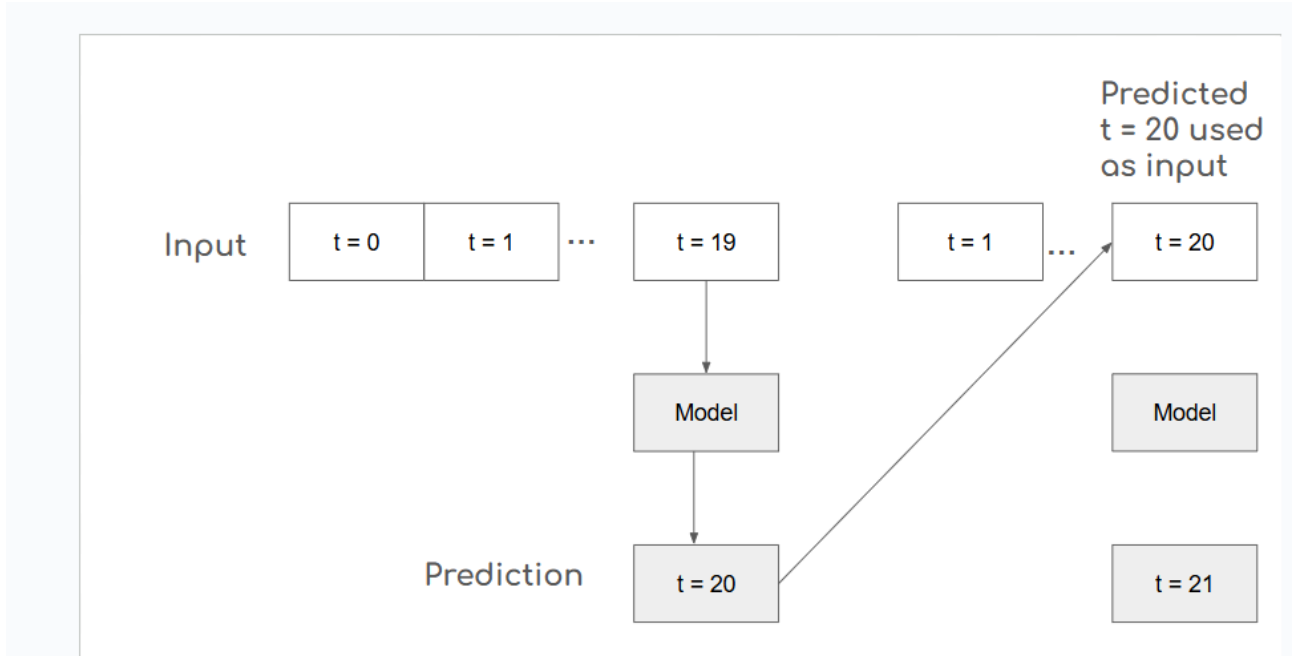 Predicted
t = 20 used
as input
Input
t = 0
t = 1
...
t = 19
t = 1
...
t = 20
Model
Model
Prediction
t = 20
t = 21